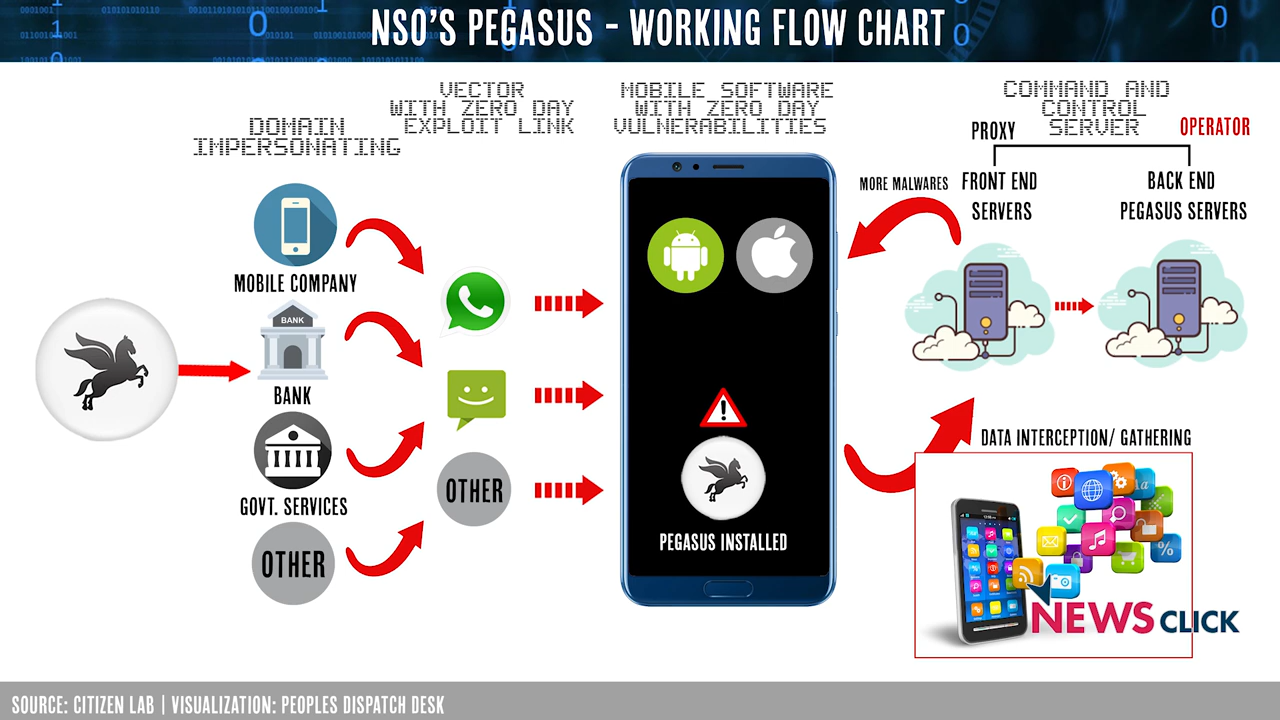 NSO'S PEGASUS - WORKING FLOW CHART
DOMAIN
IMPERSONATING
VECTOR
WITH ZERO DAY
EXPLOIT LINK
MOBILE SOFTWARE
WITH ZERO DAY
VULNERABILITIES
COMMAND AND
CONTROL
SERVER
PROXY
OPERATOR
MORE MALWARES
FRONT END
SERVERS
BACK END
PEGASUS SERVERS
MOBILE COMPANY
BANK
BANK
GOVT. SERVICES
OTHER
OTHER
PEGASUS INSTALLED
DATA INTERCEPTION/ GATHERING
Aa
%
NEWS CLICK
SOURCE: CITIZEN LAB | VISUALIZATION: PEOPLES DISPATCH DESK